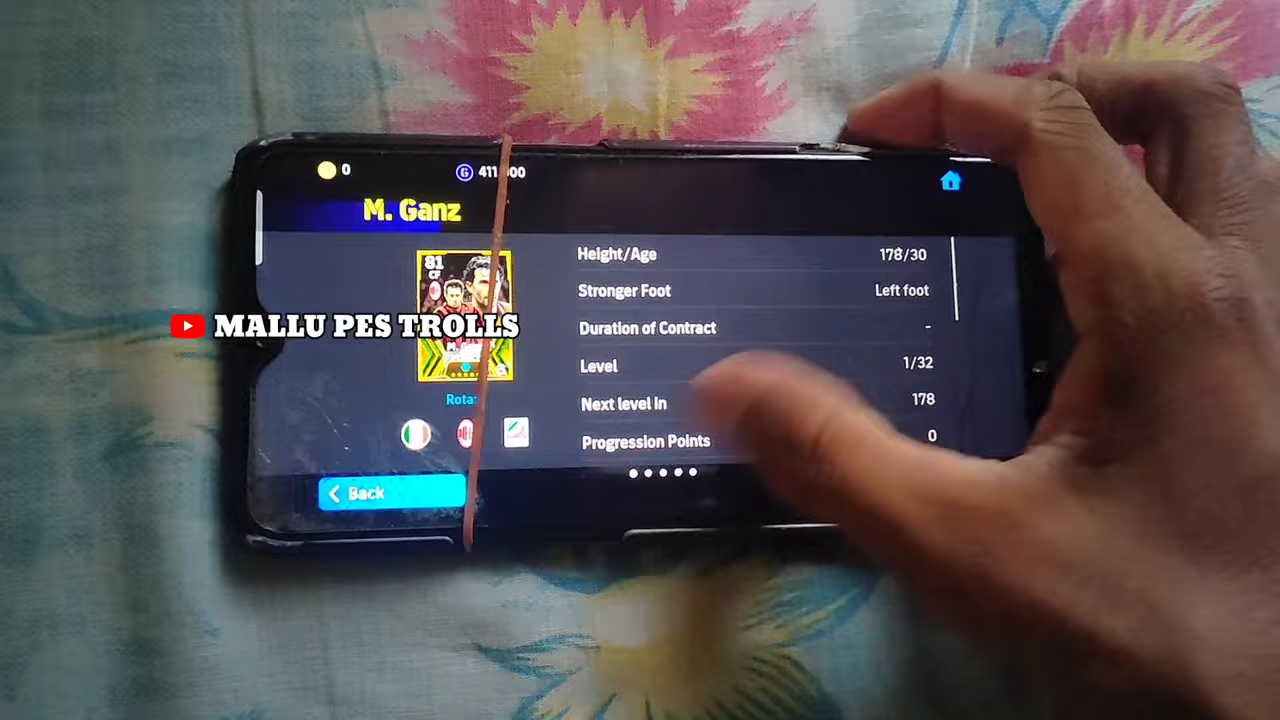 0
M. Ganz
81
CF
Height/Age 178/30
Stronger Foot Left foot
Duration of Contract -
Level 1/32
Next level in 178
Progression Points 0
MALLU PES TROLLS
Back